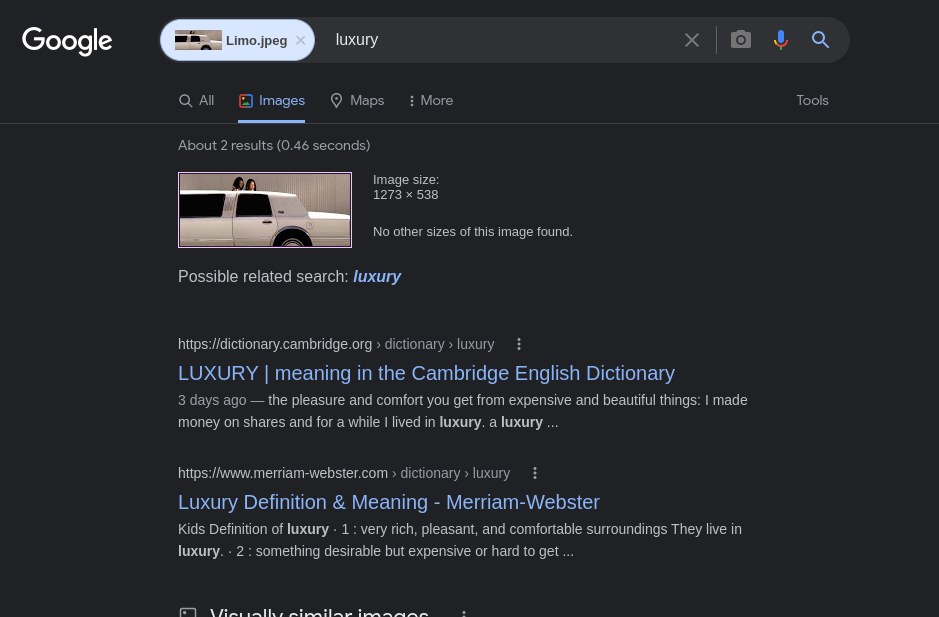 Google
Limo.jpeg
luxury
All
Images
Maps
More
Tools
About 2 results (0.46 seconds)
Image size:
1273 × 538
No other sizes of this image found.
Possible related search: luxury
https://dictionary.cambridge.org › dictionary › luxury
LUXURY | meaning in the Cambridge English Dictionary
3 days ago — the pleasure and comfort you get from expensive and beautiful things: I made
money on shares and for a while I lived in luxury. a luxury ...
https://www.merriam-webster.com › dictionary › luxury
Luxury Definition & Meaning - Merriam-Webster
Kids Definition of luxury · 1 : very rich, pleasant, and comfortable surroundings They live in
luxury. · 2 : something desirable but expensive or hard to get ...
Visually similar images